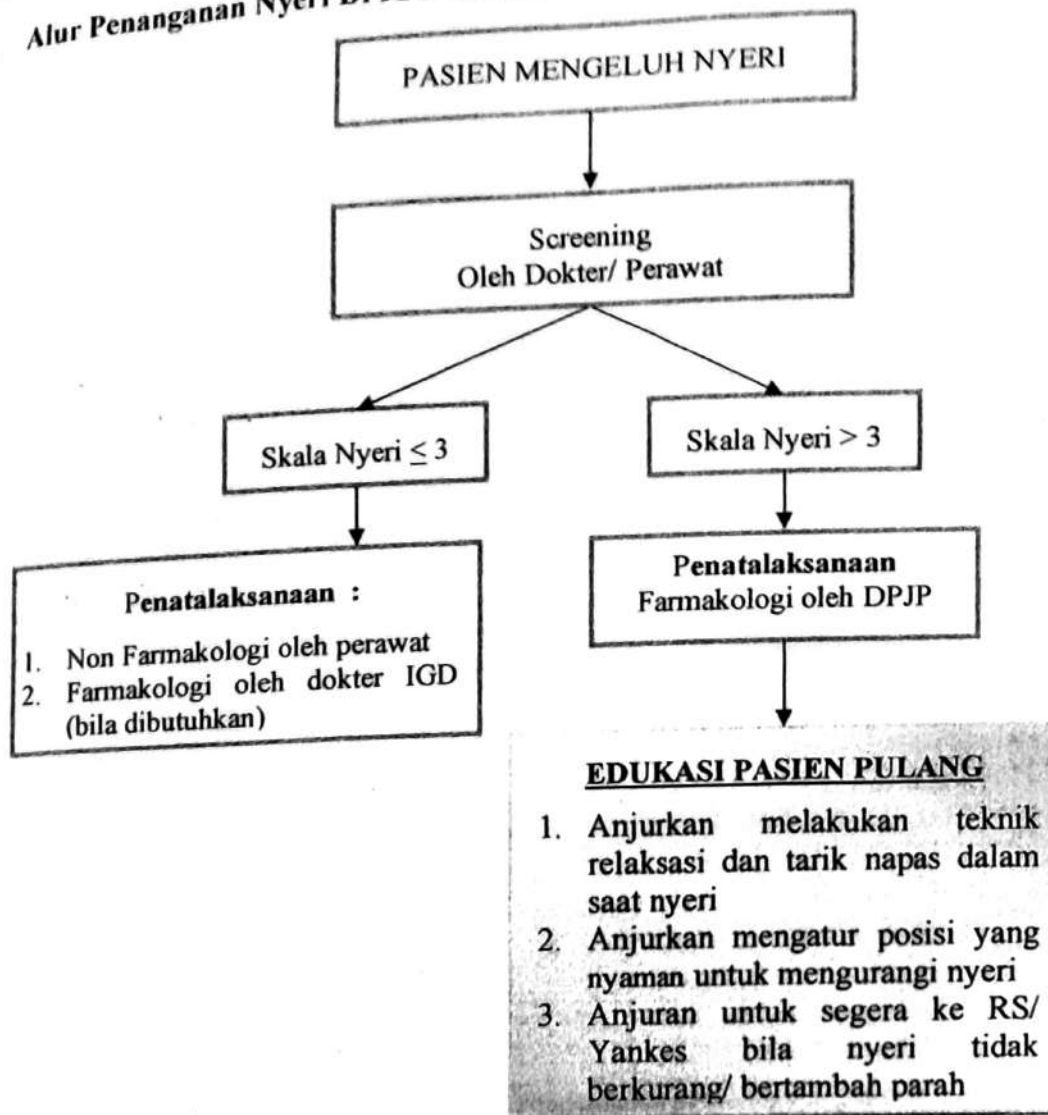 Alur Penanganan Nyeri
PASIEN MENGELUH NYERI
Screening
Oleh Dokter/ Perawat
Skala Nyeri ≤ 3
Skala Nyeri > 3
Penatalaksanaan :
1. Non Farmakologi oleh perawat
2. Farmakologi oleh dokter IGD
(bila dibutuhkan)
Penatalaksanaan
Farmakologi oleh DPJP
EDUKASI PASIEN PULANG
1. Anjurkan melakukan teknik
relaksasi dan tarik napas dalam
saat nyeri
2. Anjurkan mengatur posisi yang
nyaman untuk mengurangi nyeri
3. Anjuran untuk segera ke RS/
Yankes bila nyeri tidak
berkurang/ bertambah parah